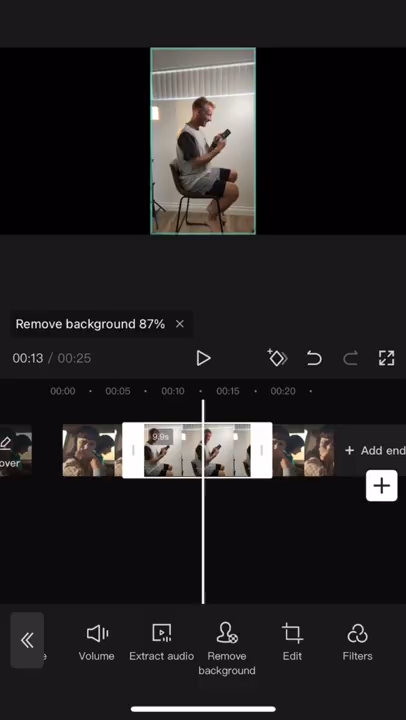 Remove background 87% ×
00:13 / 00:25
00:00 · 00:05 · 00:10 · 00:15 · 00:20 ·
9.9s
over
+ Add end
Volume
Extract audio
Remove
background
Edit
Filters
e